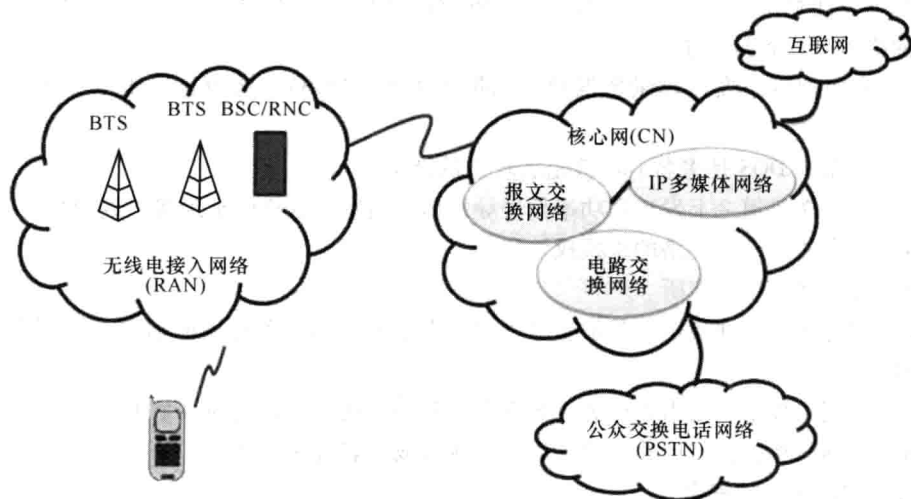 互联网
BTS
BTS
BSC/RNC
核心网(CN)
报文交
换网络
IP多媒体网络
电路交
换网络
无线电接入网络
(RAN)
公众交换电话网络
(PSTN)